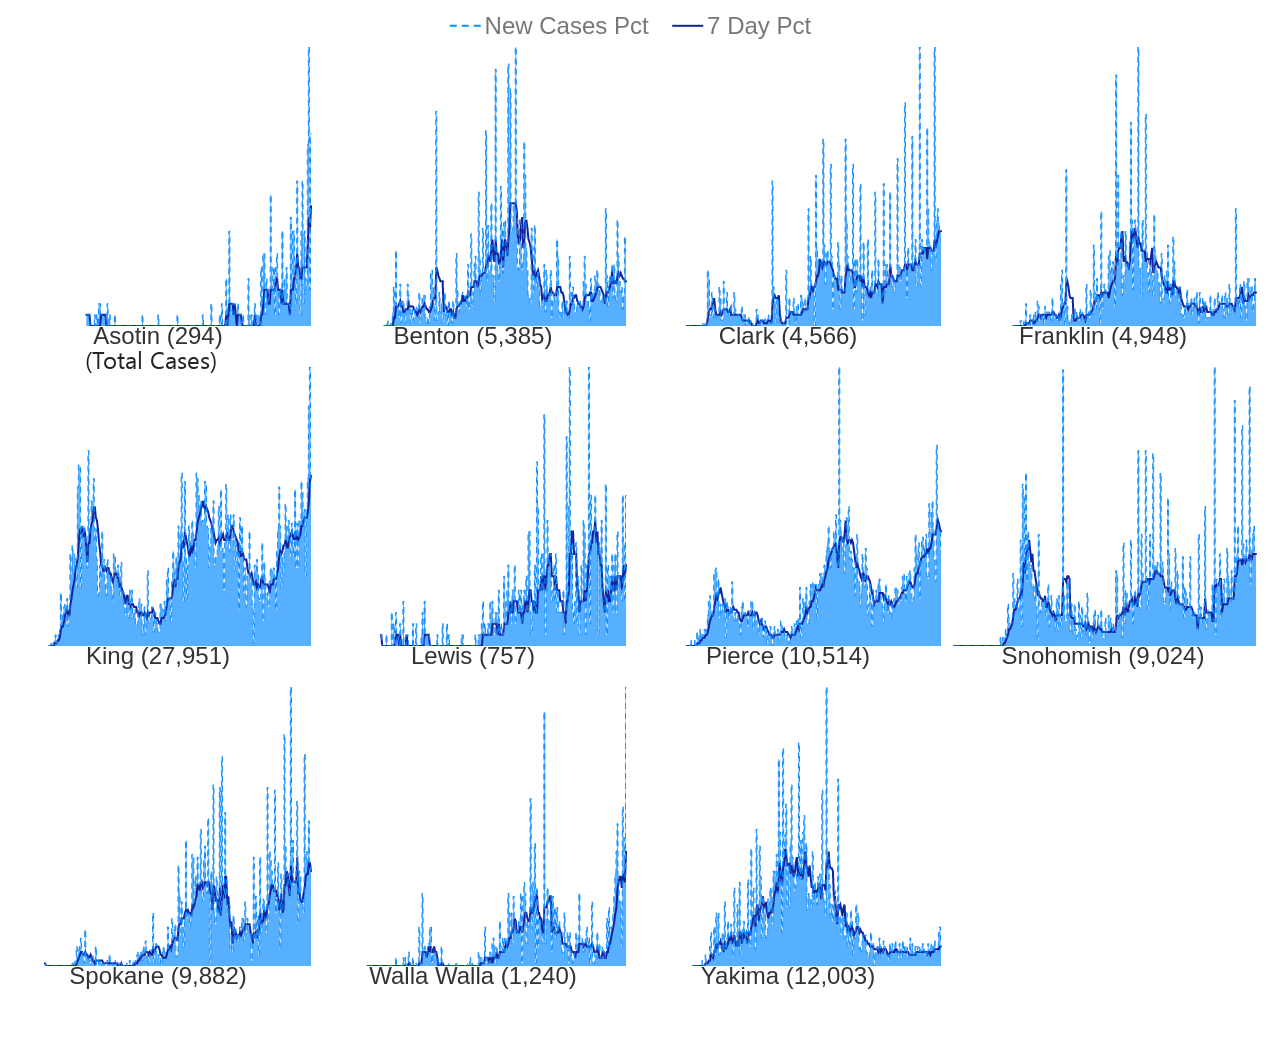 New Cases Pct 7 Day Pct
Asotin (294) Benton (5,385) Clark (4,566) Franklin (4,948)
(Total Cases)
King (27,951) Lewis (757) Pierce (10,514) Snohomish (9,024)
Spokane (9,882) Walla Walla (1,240) Yakima (12,003)